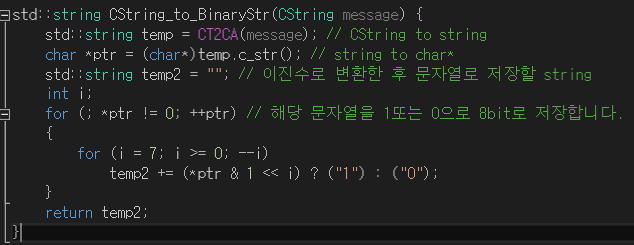 std::string CString_to_BinaryStr(CString message) {
    std::string temp = CT2CA(message); // CString to string
    char *ptr = (char*)temp.c_str(); // string to char*
    std::string temp2 = ""; // 이진수로 변환한 후 문자열로 저장할 string
    int i;
    for (; *ptr != 0; ++ptr) // 해당 문자열을 1또는 0으로 8bit로 저장합니다.
    {
        for (i = 7; i >= 0; --i)
            temp2 += (*ptr & 1 << i) ? ("1") : ("0");
    }
    return temp2;
}